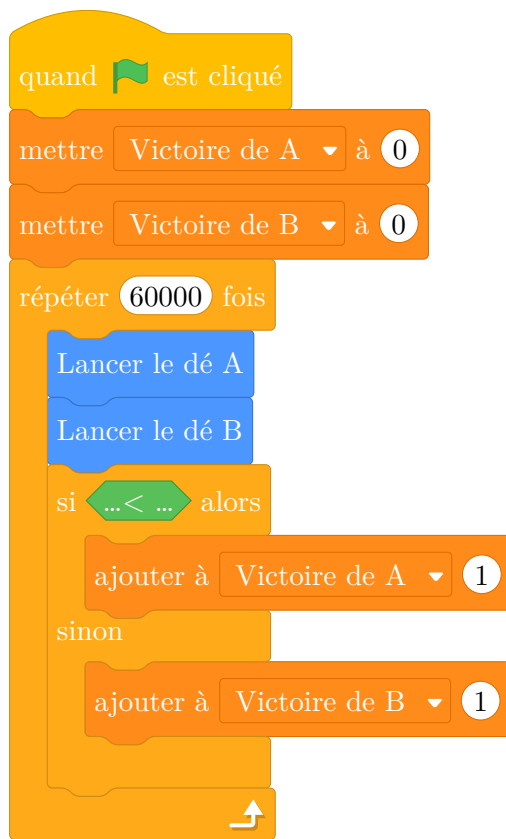 quand est cliqué
mettre Victoire de A à 0
mettre Victoire de B à 0
répéter 60000 fois
Lancer le dé A
Lancer le dé B
si ...< ... alors
ajouter à Victoire de A 1
sinon
ajouter à Victoire de B 1